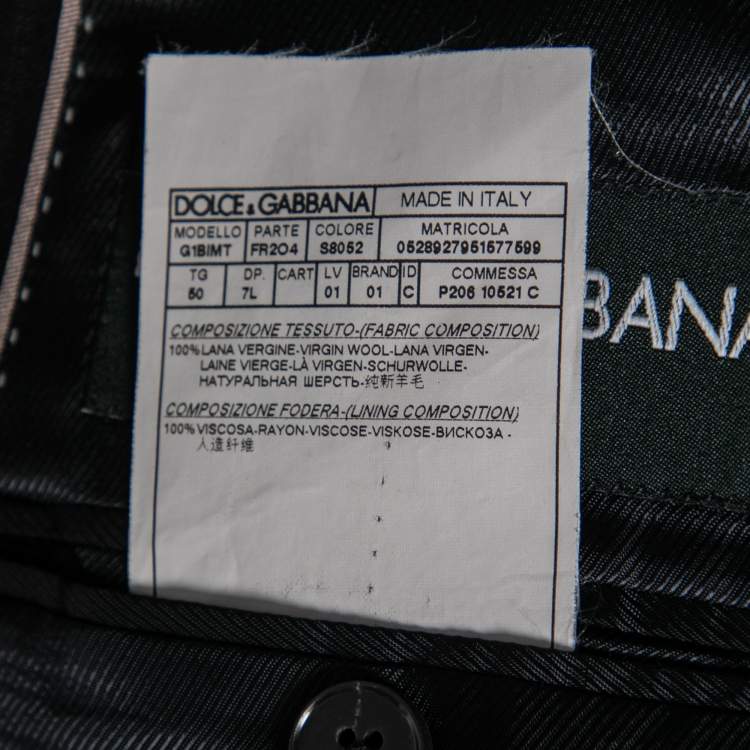 DOLCE & GABBANA MADE IN ITALY
MODELLO PARTE COLORE MATRICOLA
G1BIMT FR2O4 S8052 0528927951577599
TG DP. CART LV BRAND ID COMMESSA
50 7L 01 01 C P206 10521 C
COMPOSIZIONE TESSUTO-(FABRIC COMPOSITION)
100%LANA VERGINE-VIRGIN WOOL-LANA VIRGEN-
LAINE VIERGE-LÀ VIRGEN-SCHURWOLLE-
НАТУРАЛЬНАЯ ШЕРСТЬ-纯新羊毛
COMPOSIZIONE FODERA-(LINING COMPOSITION)
100%VISCOSA-RAYON-VISCOSE-VISKOSE-ВИСКОЗА -
人造纤维
BANA